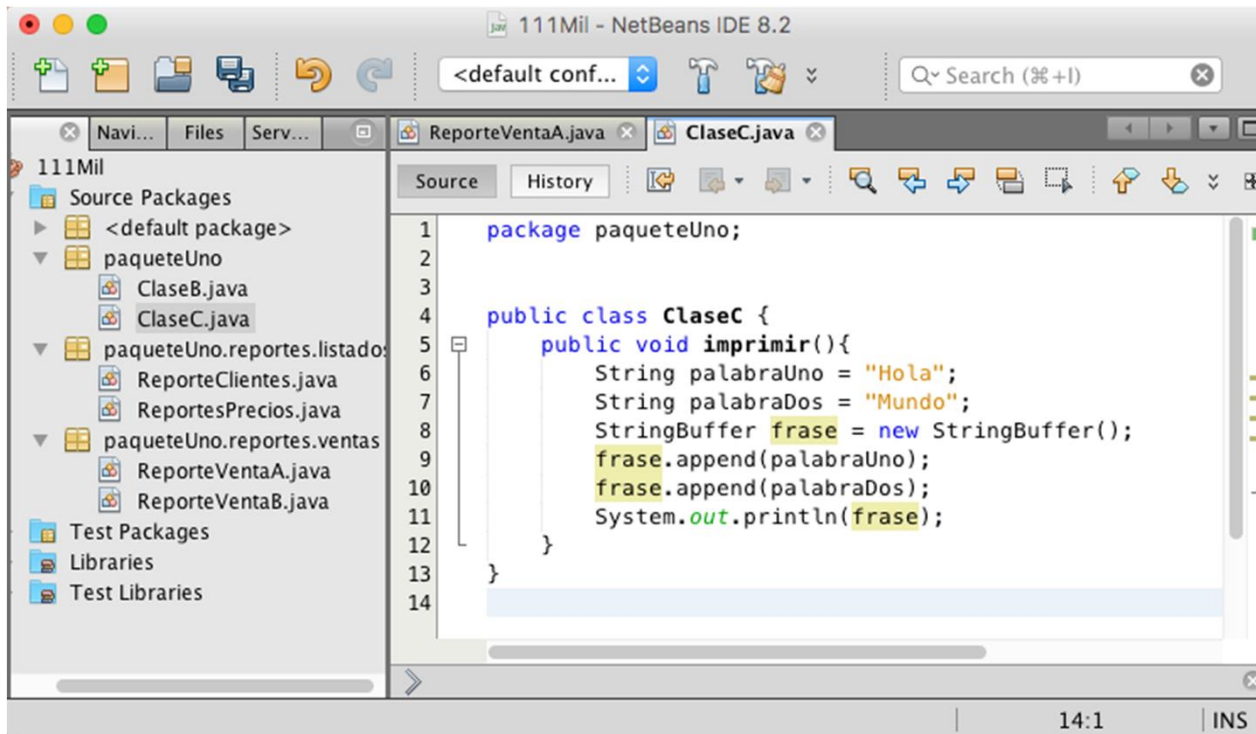 111Mil - NetBeans IDE 8.2
<default conf...
Search (⌘+I)
Navi...
Files
Serv...
111Mil
Source Packages
<default package>
paqueteUno
ClaseB.java
ClaseC.java
paqueteUno.reportes.listados
ReporteClientes.java
ReportesPrecios.java
paqueteUno.reportes.ventas
ReporteVentaA.java
ReporteVentaB.java
Test Packages
Libraries
Test Libraries
ReporteVentaA.java
ClaseC.java
Source
History
1 package paqueteUno;
2
3
4 public class ClaseC {
5 public void imprimir(){
6 String palabraUno = "Hola";
7 String palabraDos = "Mundo";
8 StringBuffer frase = new StringBuffer();
9 frase.append(palabraUno);
10 frase.append(palabraDos);
11 System.out.println(frase);
12 }
13 }
14
14:1
INS